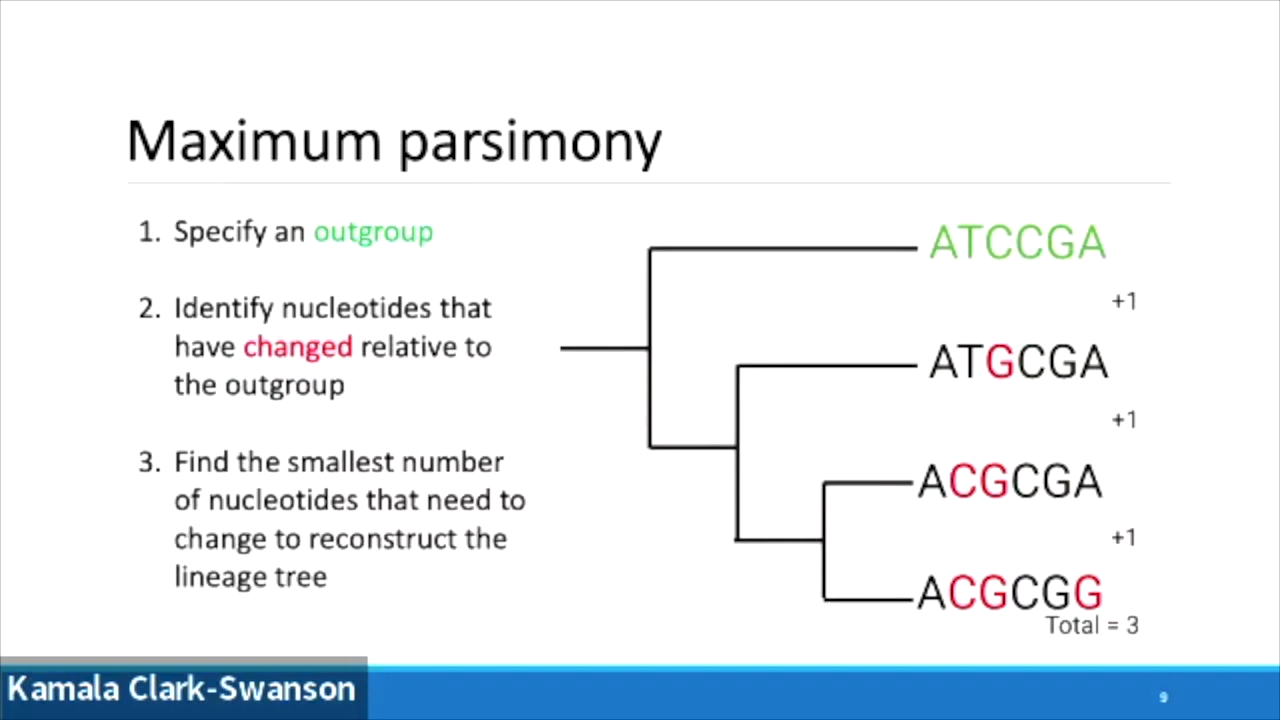 Maximum parsimony
1. Specify an outgroup
2. Identify nucleotides that
have changed relative to
the outgroup
3. Find the smallest number
of nucleotides that need to
change to reconstruct the
lineage tree
ATCCGA
+1
ATGCGA
+1
ACGCGA
+1
ACGCGG
Total = 3
Kamala Clark-Swanson
9